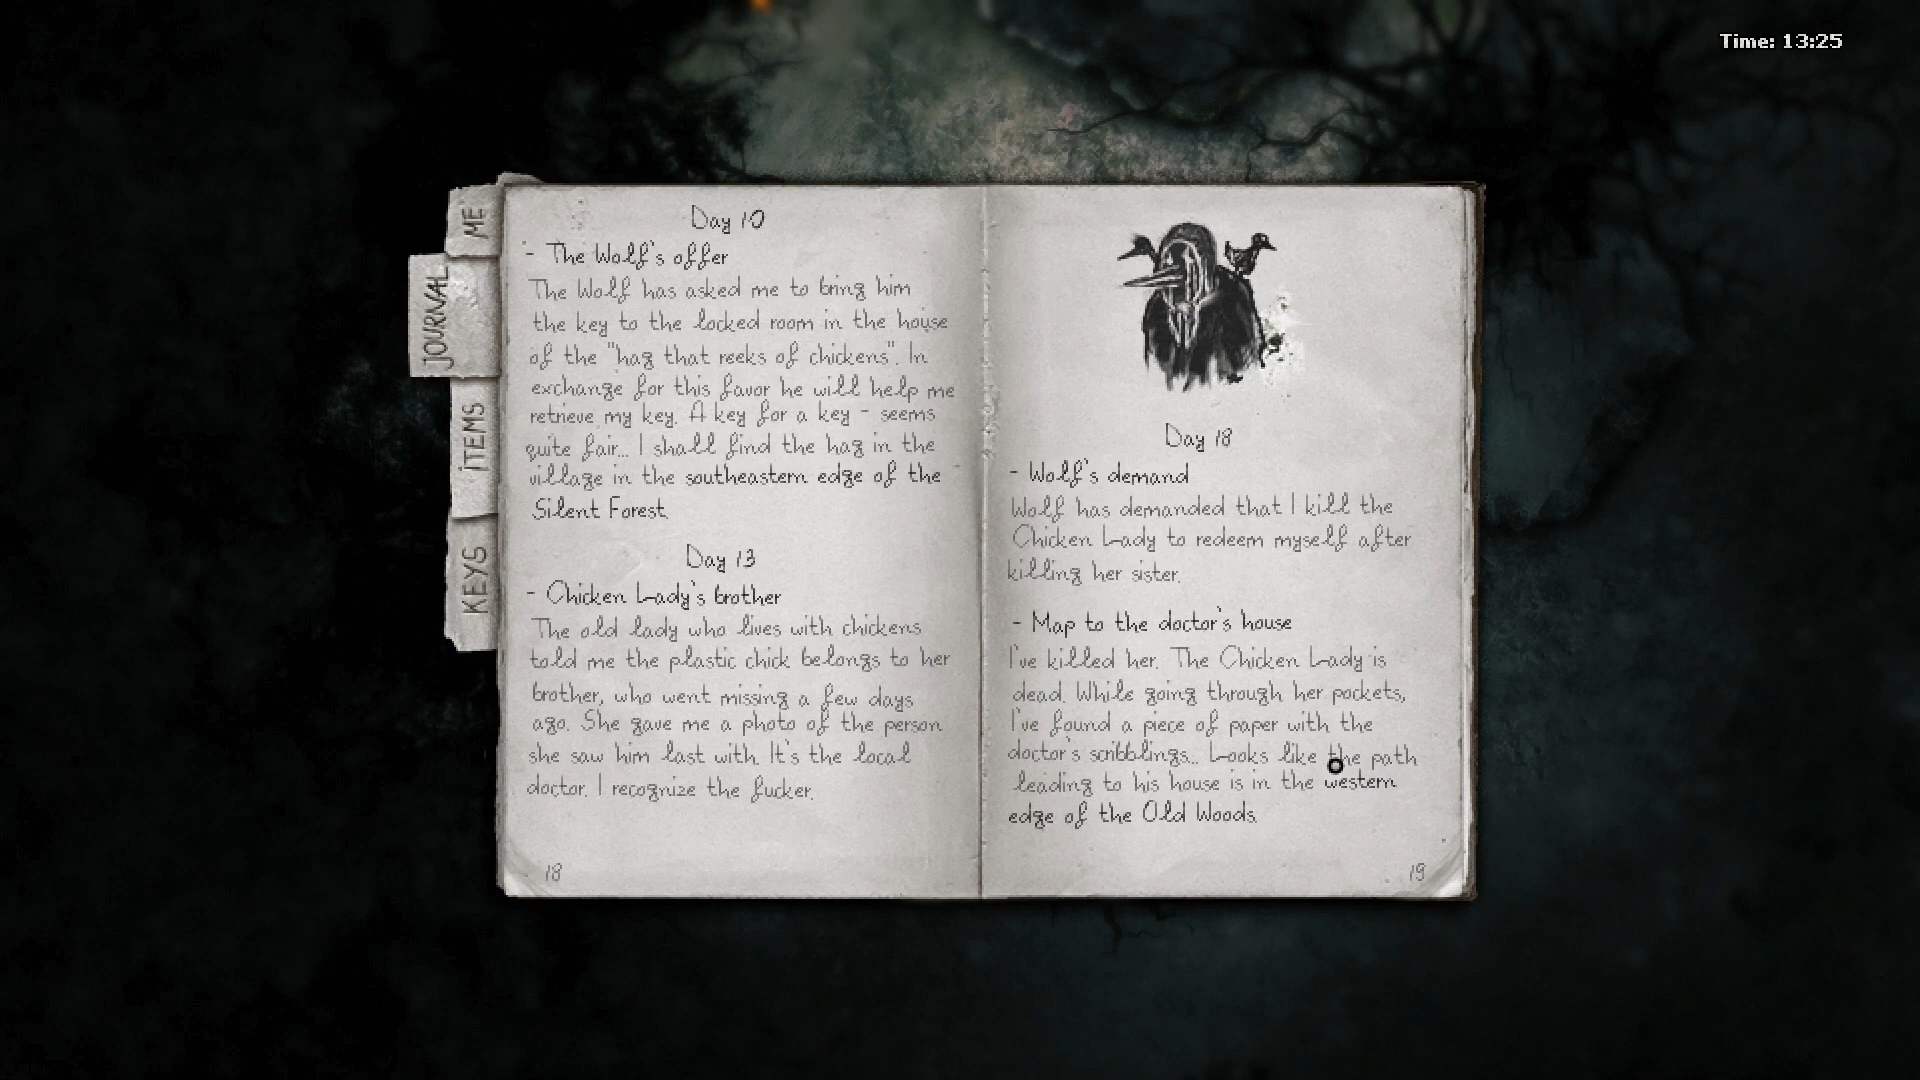 Time: 13:25
ME
JOURNAL
ITEMS
KEYS
Day 10
- The Wolf's offer
The Wolf has asked me to bring him
the key to the locked room in the house
of the "hag that reeks of chickens". In
exchange for this favor he will help me
retrieve my key. A key for a key - seems
quite fair... I shall find the hag in the
village in the southeastern edge of the
Silent Forest.
Day 13
- Chicken Lady's brother
The old lady who lives with chickens
told me the plastic chick belongs to her
brother, who went missing a few days
ago. She gave me a photo of the person
she saw him last with. It's the local
doctor. I recognize the fucker.
18
Day 18
- Wolf's demand
Wolf has demanded that I kill the
Chicken Lady to redeem myself after
killing her sister.
- Map to the doctor's house
I've killed her. The Chicken Lady is
dead. While going through her pockets,
I've found a piece of paper with the
doctor's scribblings... Looks like the path
leading to his house is in the western
edge of the Old Woods.
19